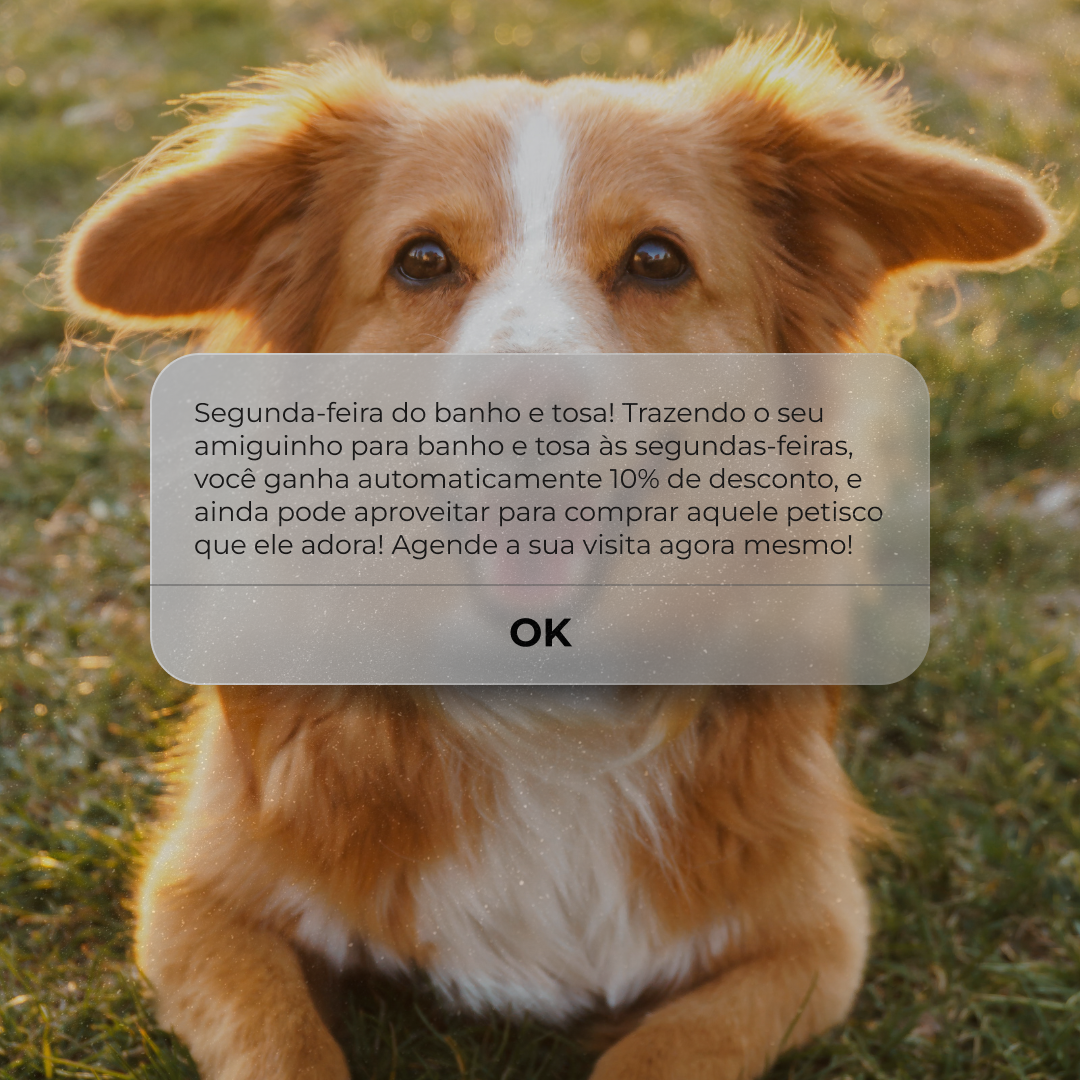 Segunda-feira do banho e tosa! Trazendo o seu
amiguinho para banho e tosa às segundas-feiras,
você ganha automaticamente 10% de desconto, e
ainda pode aproveitar para comprar aquele petisco
que ele adora! Agende a sua visita agora mesmo!
OK